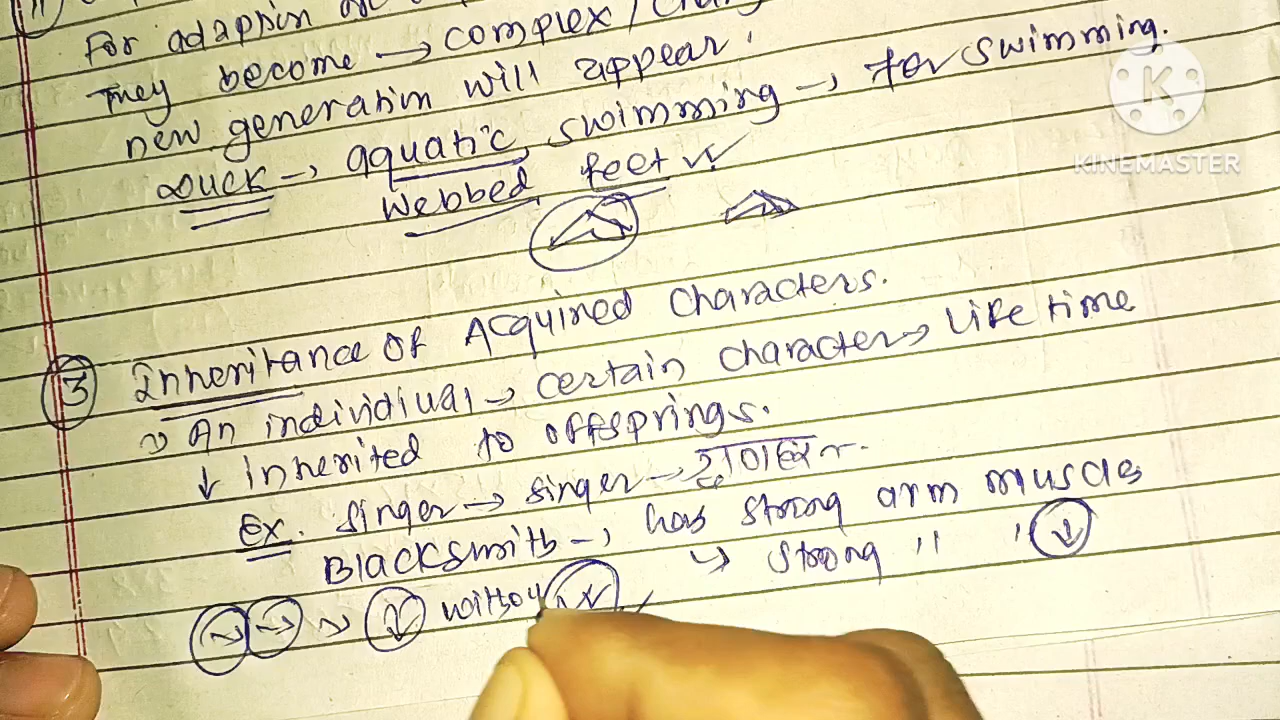 For adaption
They become → complex /
new generation will appear.
Duck → aquatic, swimming → for swimming.
Webbed feet
K
KINEMASTER
3 Inheritance of Acquired Characters.
→ An individual → certain character → Life time
↓ inherited to offsprings.
Ex. singer → singer →
Blacksmith → has strong arm muscles
↳ strong " "
without